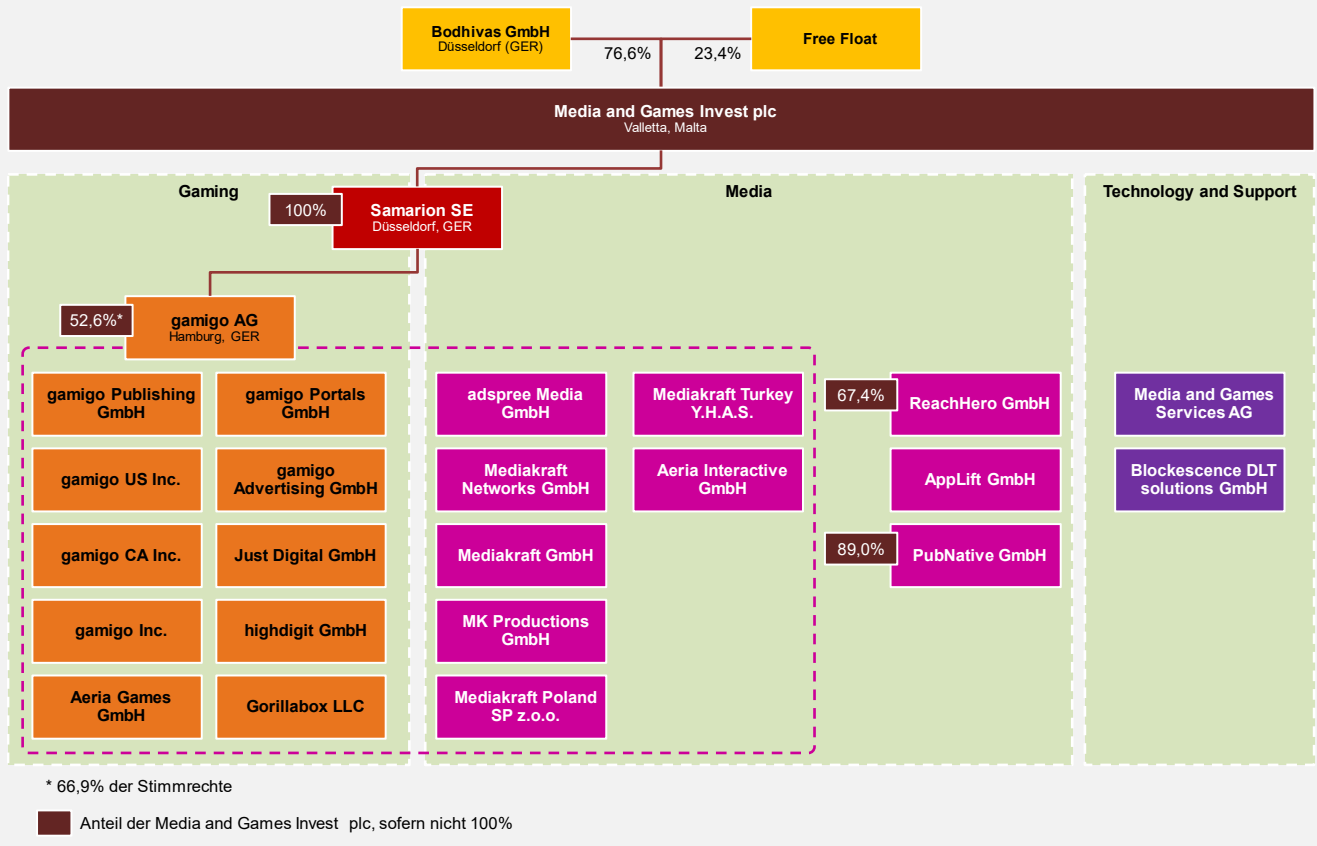 Bodhivas GmbH
Düsseldorf (GER)
76,6%
23,4%
Free Float
Media and Games Invest plc
Valletta, Malta
Gaming
Media
Technology and Support
100%
Samarion SE
Düsseldorf, GER
52,6%*
gamigo AG
Hamburg, GER
gamigo Publishing
GmbH
gamigo Portals
GmbH
adspree Media
GmbH
Mediakraft Turkey
Y.H.A.S.
67,4%
ReachHero GmbH
Media and Games
Services AG
gamigo US Inc.
gamigo
Advertising GmbH
Mediakraft
Networks GmbH
Aeria Interactive
GmbH
AppLift GmbH
Blockescence DLT
solutions GmbH
gamigo CA Inc.
Just Digital GmbH
Mediakraft GmbH
89,0%
PubNative GmbH
gamigo Inc.
highdigit GmbH
MK Productions
GmbH
Aeria Games
GmbH
Gorillabox LLC
Mediakraft Poland
SP z.o.o.
* 66,9% der Stimmrechte
Anteil der Media and Games Invest plc, sofern nicht 100%